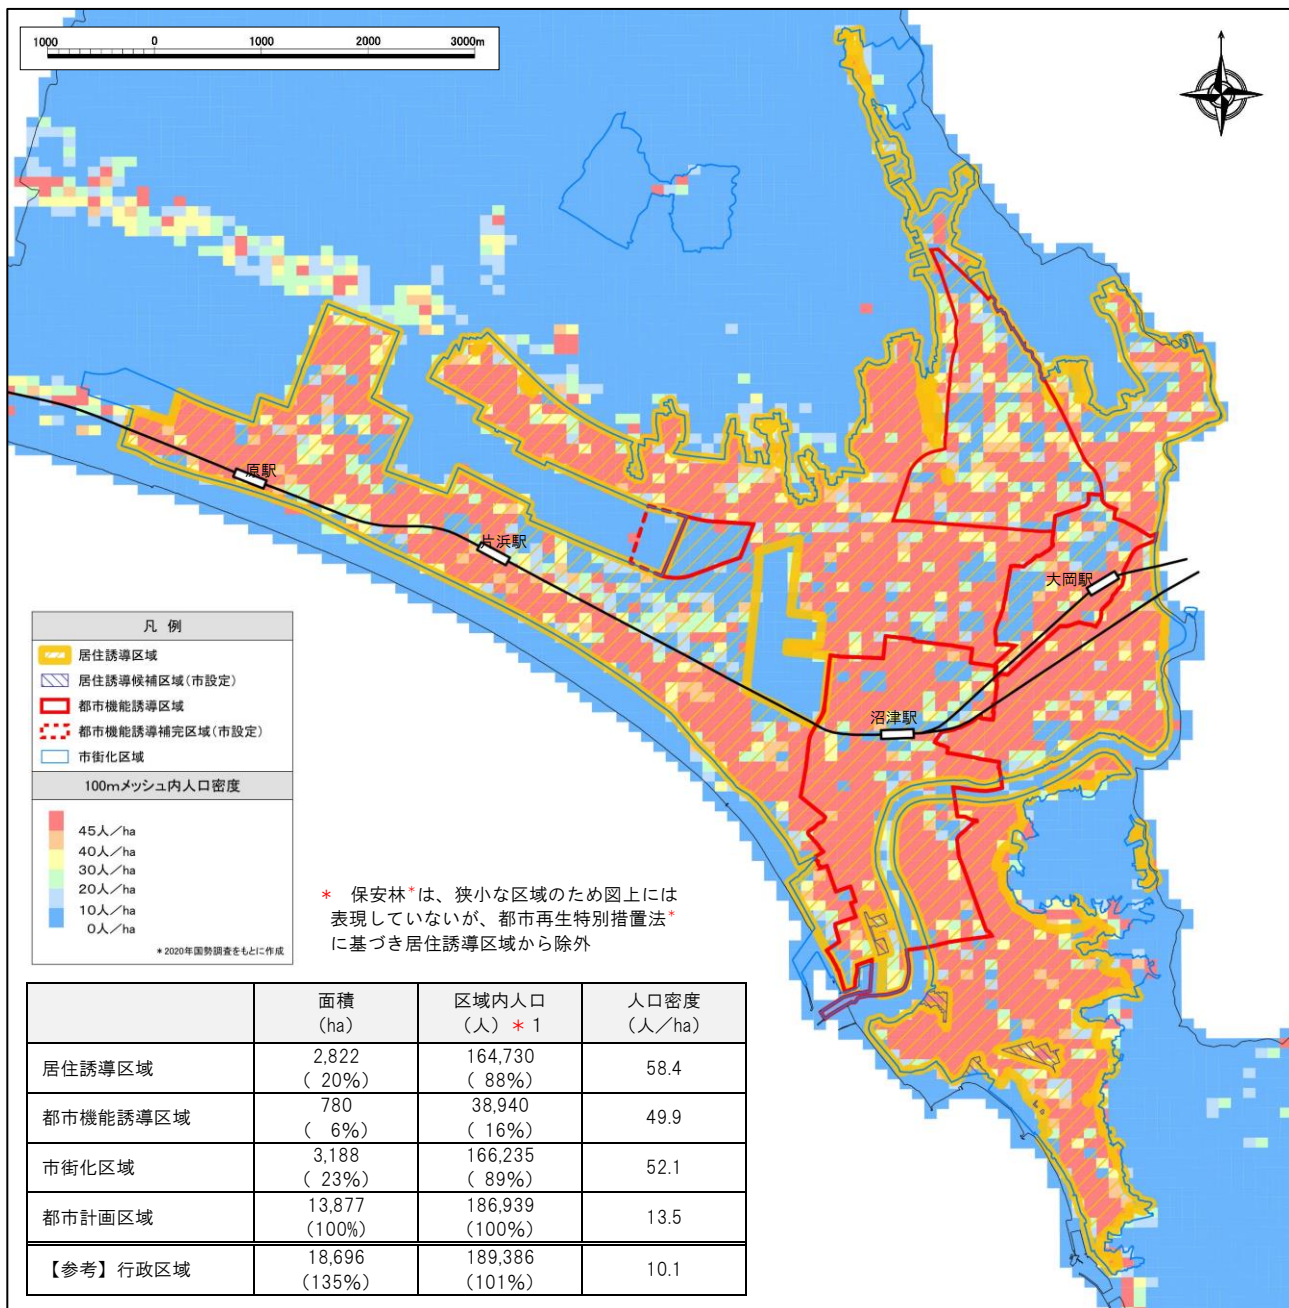 1000 0 1000 2000 3000m
原駅
片浜駅
大岡駅
沼津駅
凡 例
居住誘導区域
居住誘導候補区域(市設定)
都市機能誘導区域
都市機能誘導補完区域(市設定)
市街化区域
100mメッシュ内人口密度
45人/ha
40人/ha
30人/ha
20人/ha
10人/ha
0人/ha
*2020年国勢調査をもとに作成
* 保安林*は、狭小な区域のため図上には
表現していないが、都市再生特別措置法*
に基づき居住誘導区域から除外
面積 区域内人口 人口密度
(ha) (人)*1 (人/ha)
居住誘導区域 2,822 164,730 58.4
( 20%) ( 88%)
都市機能誘導区域 780 38,940 49.9
( 6%) ( 16%)
市街化区域 3,188 166,235 52.1
( 23%) ( 89%)
都市計画区域 13,877 186,939 13.5
(100%) (100%)
【参考】行政区域 18,696 189,386 10.1
(135%) (101%)